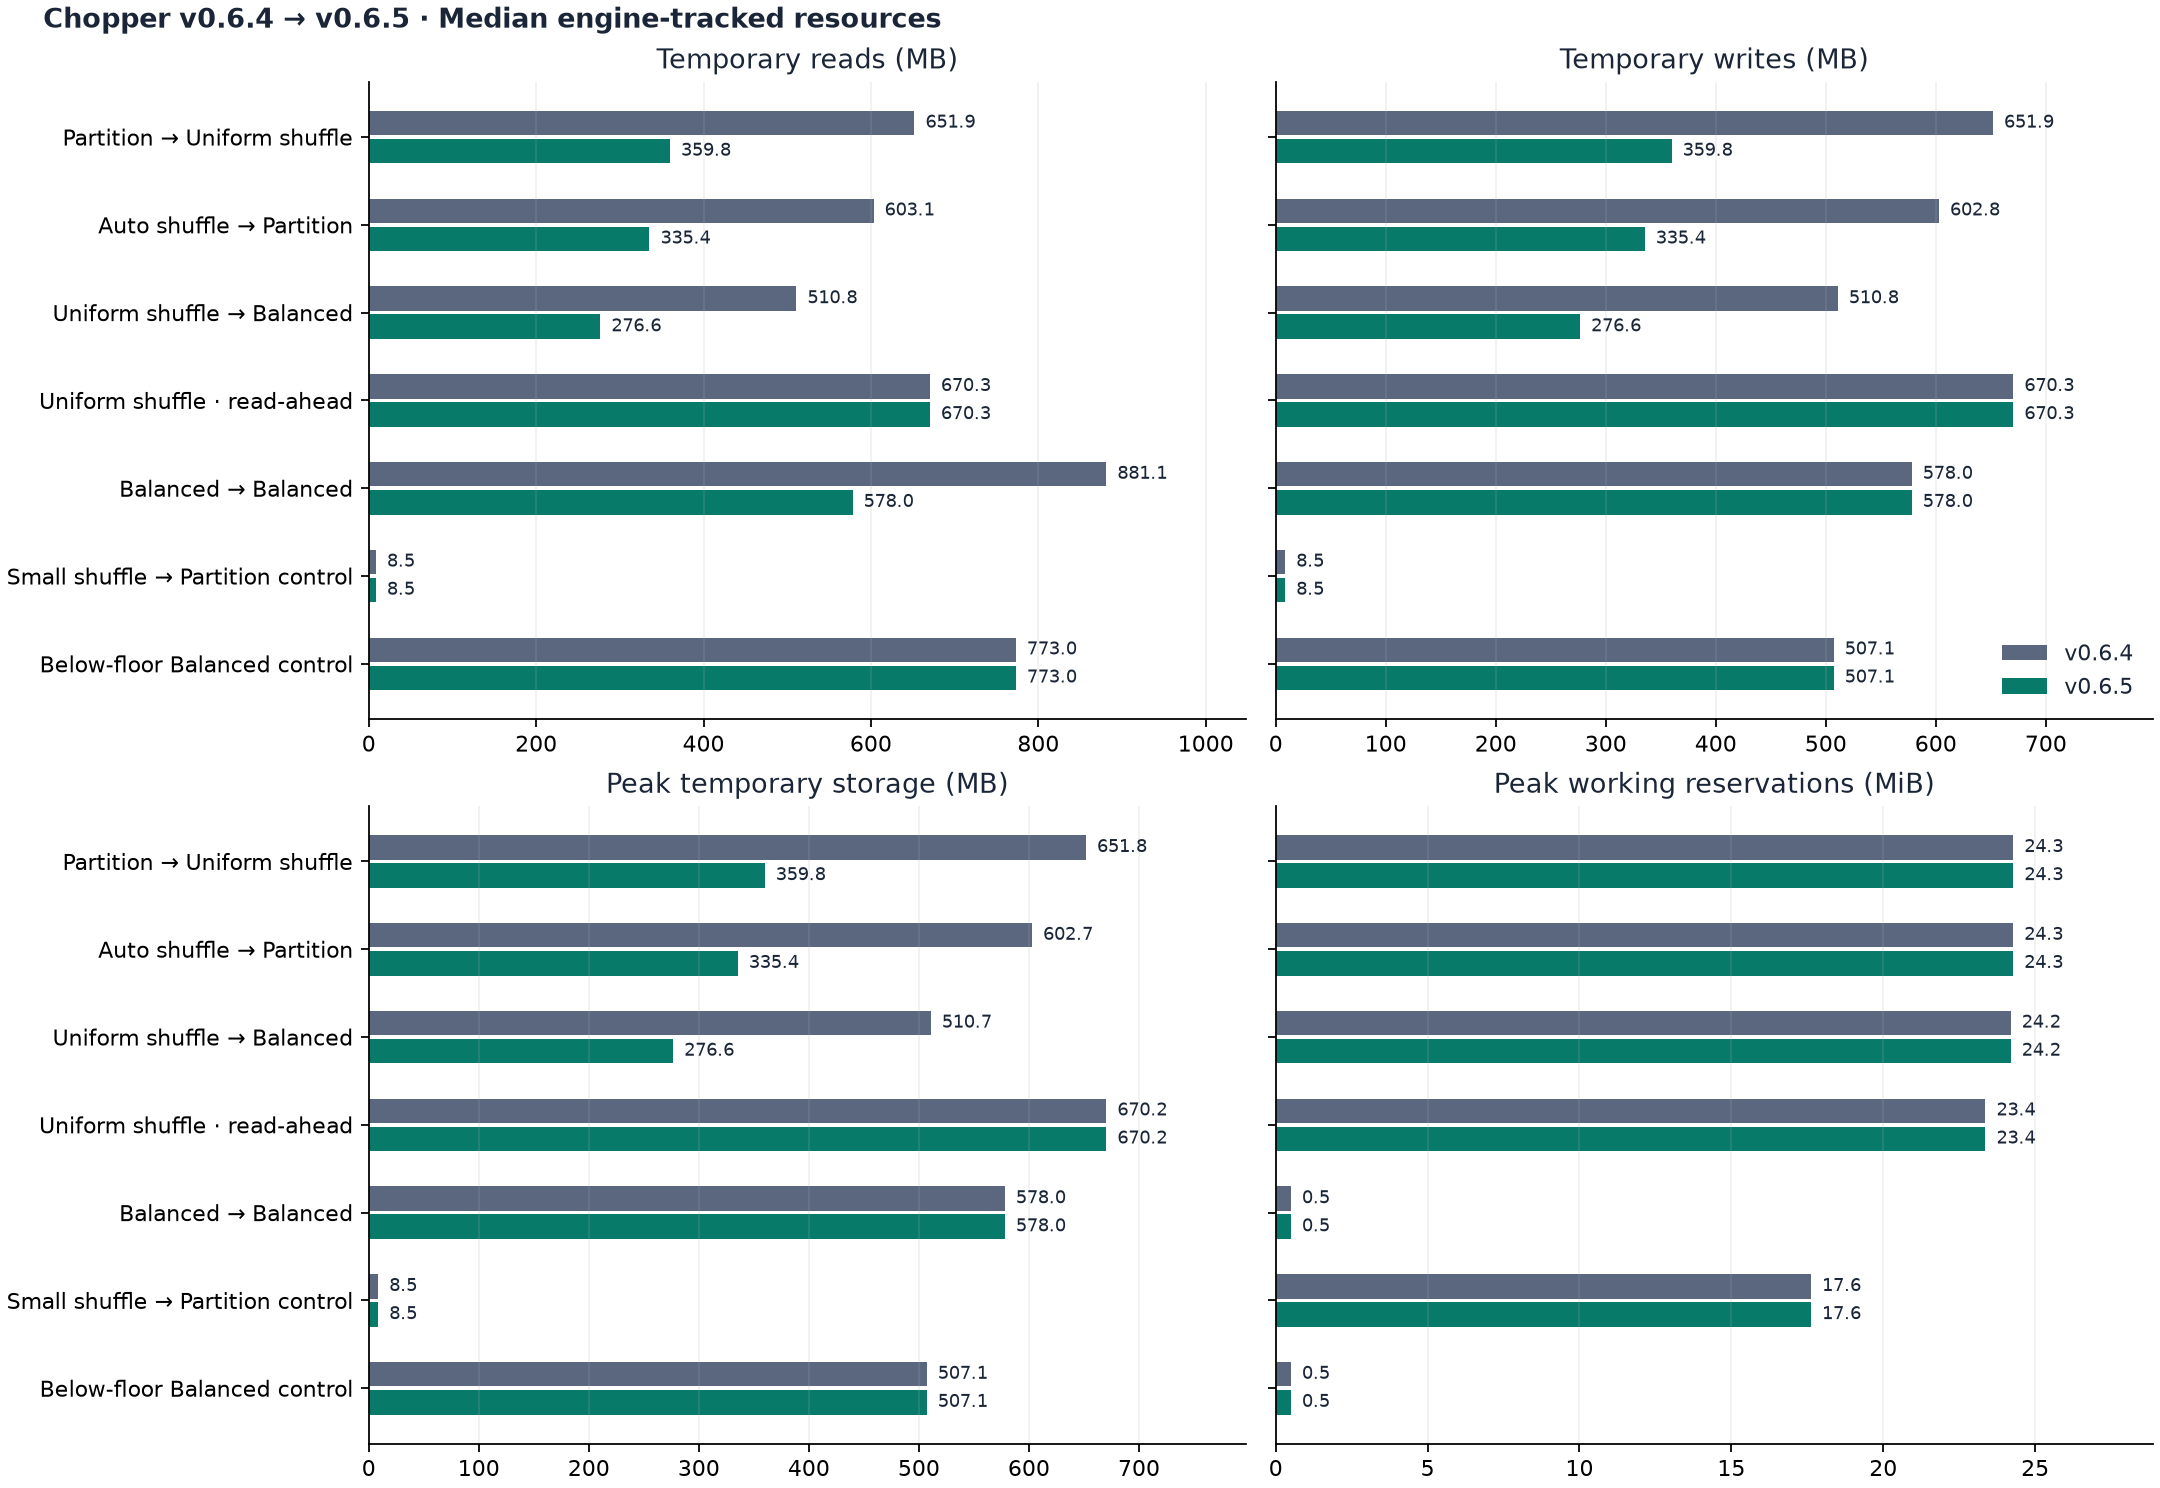 Chopper v0.6.4 → v0.6.5 · Median engine-tracked resources
Temporary reads (MB)
Partition → Uniform shuffle
651.9
359.8
Auto shuffle → Partition
603.1
335.4
Uniform shuffle → Balanced
510.8
276.6
Uniform shuffle · read-ahead
670.3
670.3
Balanced → Balanced
881.1
578.0
Small shuffle → Partition control
8.5
8.5
Below-floor Balanced control
773.0
773.0
0 200 400 600 800 1000
Temporary writes (MB)
651.9
359.8
602.8
335.4
510.8
276.6
670.3
670.3
578.0
578.0
8.5
8.5
507.1
507.1
v0.6.4
v0.6.5
0 100 200 300 400 500 600 700
Peak temporary storage (MB)
Partition → Uniform shuffle
651.8
359.8
Auto shuffle → Partition
602.7
335.4
Uniform shuffle → Balanced
510.7
276.6
Uniform shuffle · read-ahead
670.2
670.2
Balanced → Balanced
578.0
578.0
Small shuffle → Partition control
8.5
8.5
Below-floor Balanced control
507.1
507.1
0 100 200 300 400 500 600 700
Peak working reservations (MiB)
24.3
24.3
24.3
24.3
24.2
24.2
23.4
23.4
0.5
0.5
17.6
17.6
0.5
0.5
0 5 10 15 20 25